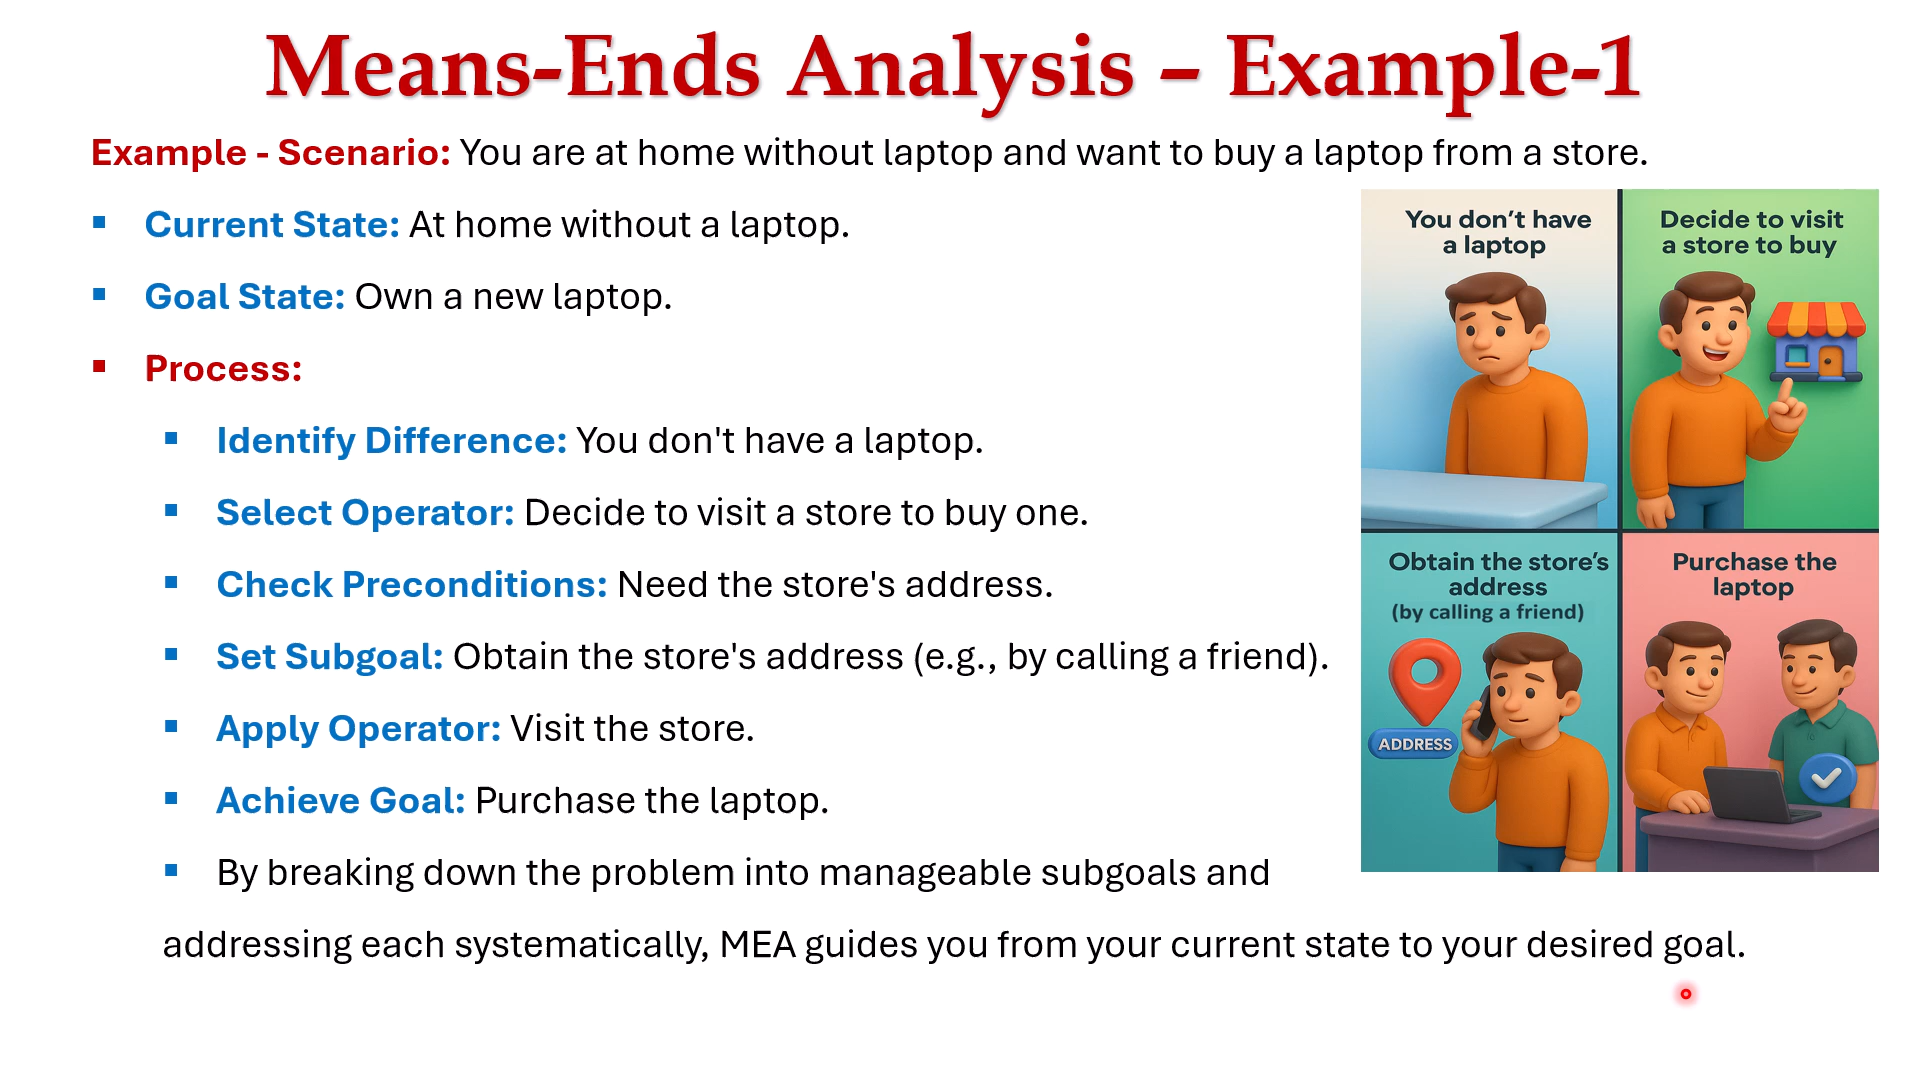 Means-Ends Analysis – Example-1
Example - Scenario: You are at home without laptop and want to buy a laptop from a store.
Current State: At home without a laptop.
Goal State: Own a new laptop.
Process:
Identify Difference: You don't have a laptop.
Select Operator: Decide to visit a store to buy one.
Check Preconditions: Need the store's address.
Set Subgoal: Obtain the store's address (e.g., by calling a friend).
Apply Operator: Visit the store.
Achieve Goal: Purchase the laptop.
By breaking down the problem into manageable subgoals and
addressing each systematically, MEA guides you from your current state to your desired goal.
You don’t have
a laptop
Decide to visit
a store to buy
Obtain the store’s
address
(by calling a friend)
ADDRESS
Purchase the
laptop